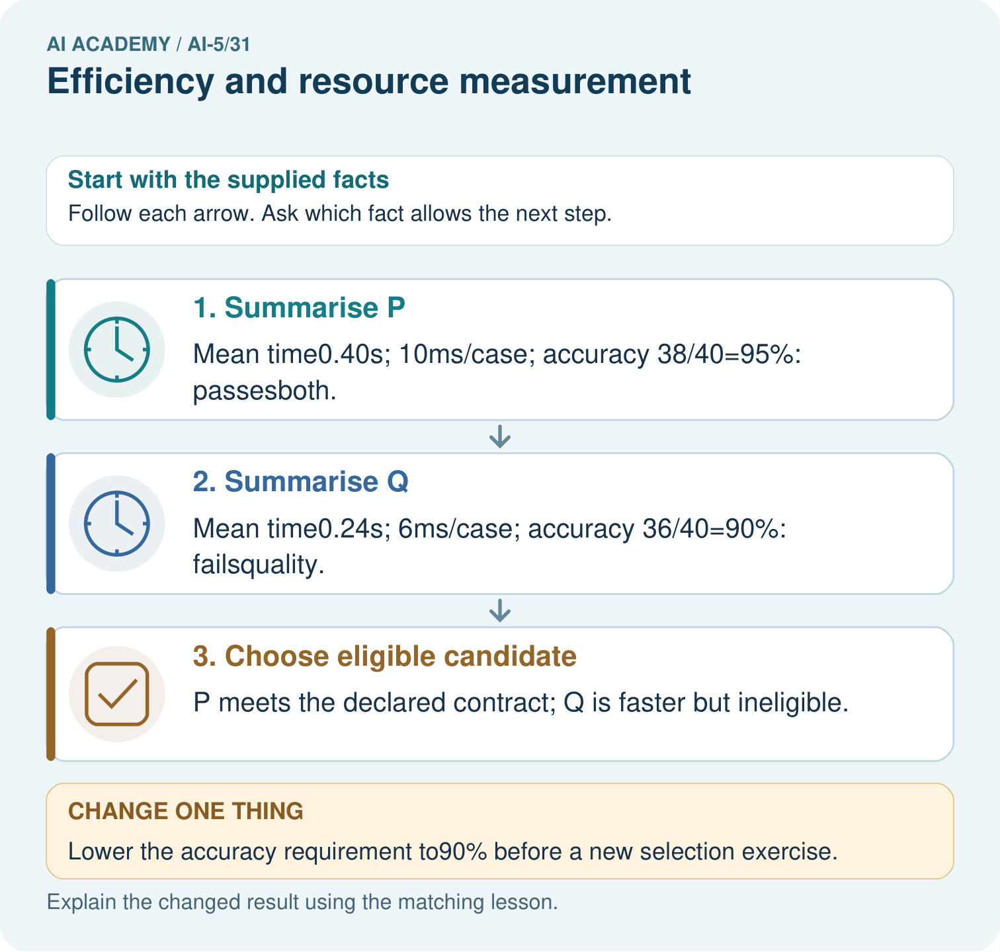 AI ACADEMY / AI-5/31
Efficiency and resource measurement
Start with the supplied facts
Follow each arrow. Ask which fact allows the next step.
1. Summarise P
Mean time0.40s; 10ms/case; accuracy 38/40=95%:
passesboth.
2. Summarise Q
Mean time0.24s; 6ms/case; accuracy 36/40=90%:
failsquality.
3. Choose eligible candidate
P meets the declared contract; Q is faster but ineligible.
CHANGE ONE THING
Lower the accuracy requirement to90% before a new selection exercise.
Explain the changed result using the matching lesson.